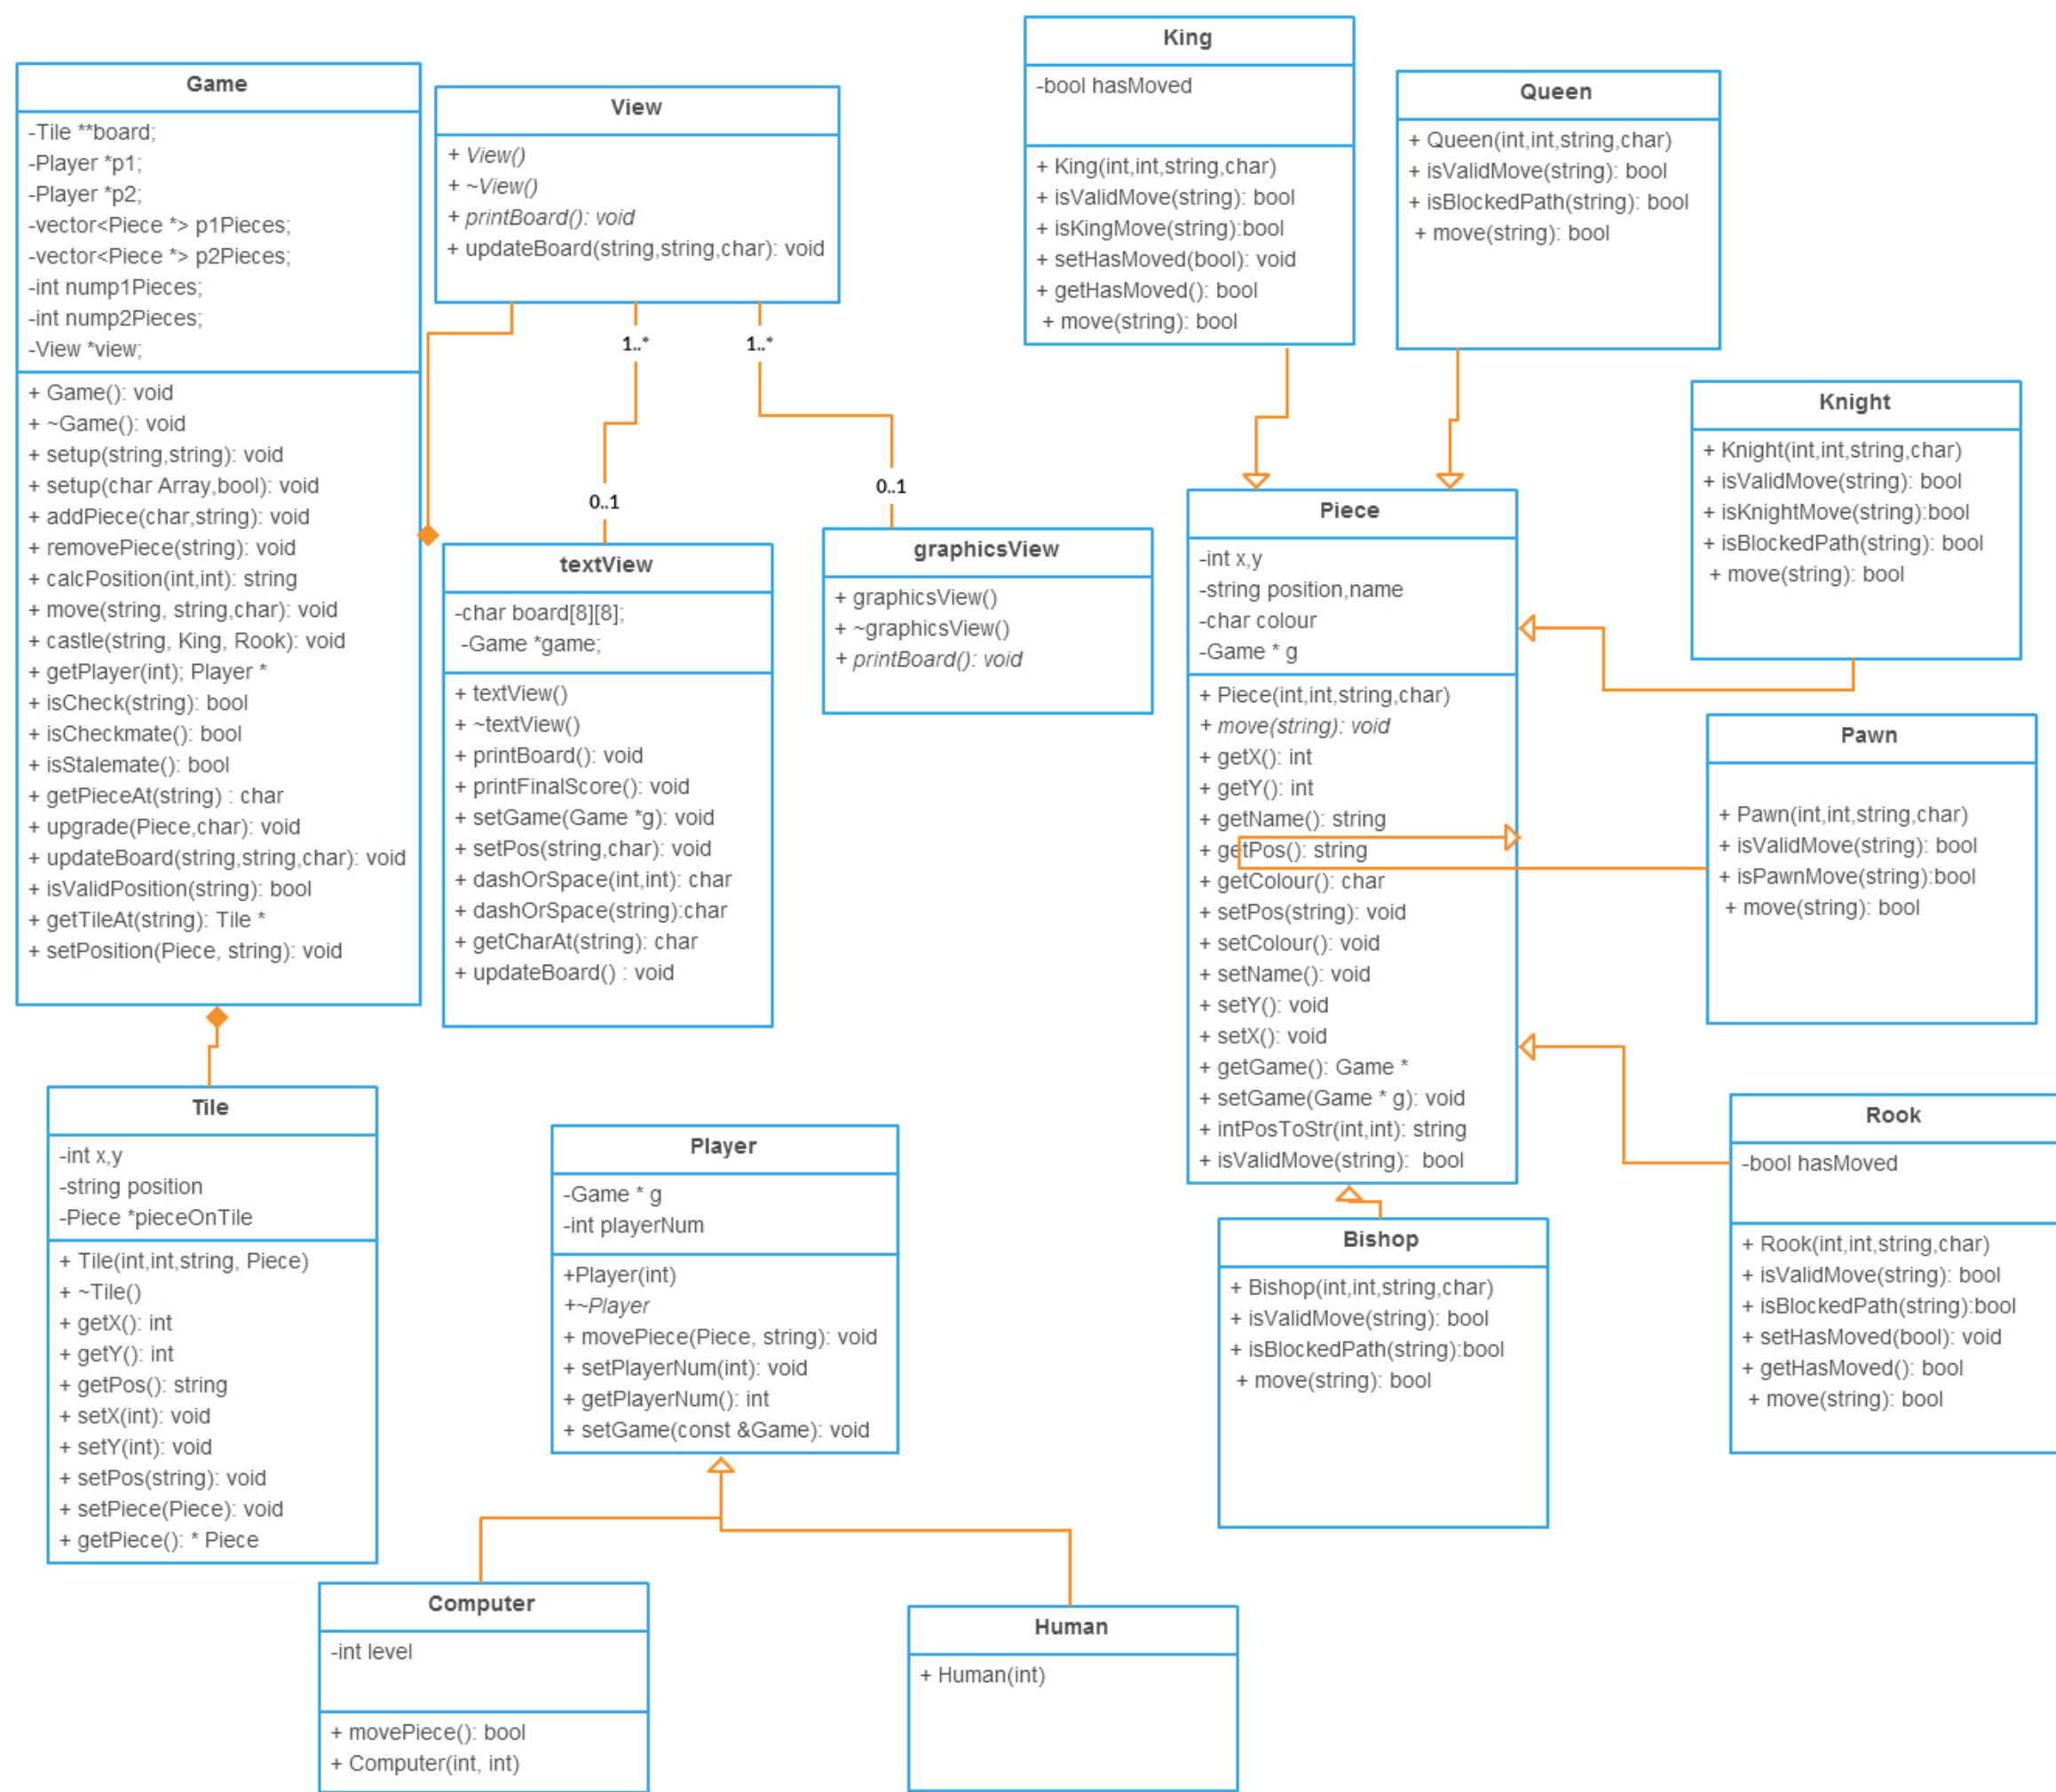 Game
-Tile **board;
-Player *p1;
-Player *p2;
-vector<Piece *> p1Pieces;
-vector<Piece *> p2Pieces;
-int nump1Pieces;
-int nump2Pieces;
-View *view;
+ Game(): void
+ ~Game(): void
+ setup(string,string): void
+ setup(char Array,bool): void
+ addPiece(char,string): void
+ removePiece(string): void
+ calcPosition(int,int): string
+ move(string, string,char): void
+ castle(string, King, Rook): void
+ getPlayer(int); Player *
+ isCheck(string): bool
+ isCheckmate(): bool
+ isStalemate(): bool
+ getPieceAt(string) : char
+ upgrade(Piece,char): void
+ updateBoard(string,string,char): void
+ isValidPosition(string): bool
+ getTileAt(string): Tile *
+ setPosition(Piece, string): void
View
+ View()
+ ~View()
+ printBoard(): void
+ updateBoard(string,string,char): void
1..*
1..*
0..1
0..1
textView
-char board[8][8];
-Game *game;
+ textView()
+ ~textView()
+ printBoard(): void
+ printFinalScore(): void
+ setGame(Game *g): void
+ setPos(string,char): void
+ dashOrSpace(int,int): char
+ dashOrSpace(string):char
+ getCharAt(string): char
+ updateBoard() : void
graphicsView
+ graphicsView()
+ ~graphicsView()
+ printBoard(): void
King
-bool hasMoved
+ King(int,int,string,char)
+ isValidMove(string): bool
+ isKingMove(string):bool
+ setHasMoved(bool): void
+ getHasMoved(): bool
+ move(string): bool
Queen
+ Queen(int,int,string,char)
+ isValidMove(string): bool
+ isBlockedPath(string): bool
+ move(string): bool
Knight
+ Knight(int,int,string,char)
+ isValidMove(string): bool
+ isKnightMove(string):bool
+ isBlockedPath(string): bool
+ move(string): bool
Piece
-int x,y
-string position,name
-char colour
-Game * g
+ Piece(int,int,string,char)
+ move(string): void
+ getX(): int
+ getY(): int
+ getName(): string
+ getPos(): string
+ getColour(): char
+ setPos(string): void
+ setColour(): void
+ setName(): void
+ setY(): void
+ setX(): void
+ getGame(): Game *
+ setGame(Game * g): void
+ intPosToStr(int,int): string
+ isValidMove(string): bool
Pawn
+ Pawn(int,int,string,char)
+ isValidMove(string): bool
+ isPawnMove(string):bool
+ move(string): bool
Rook
-bool hasMoved
+ Rook(int,int,string,char)
+ isValidMove(string): bool
+ isBlockedPath(string):bool
+ setHasMoved(bool): void
+ getHasMoved(): bool
+ move(string): bool
Bishop
+ Bishop(int,int,string,char)
+ isValidMove(string): bool
+ isBlockedPath(string):bool
+ move(string): bool
Tile
-int x,y
-string position
-Piece *pieceOnTile
+ Tile(int,int,string, Piece)
+ ~Tile()
+ getX(): int
+ getY(): int
+ getPos(): string
+ setX(int): void
+ setY(int): void
+ setPos(string): void
+ setPiece(Piece): void
+ getPiece(): * Piece
Player
-Game * g
-int playerNum
+Player(int)
+~Player
+ movePiece(Piece, string): void
+ setPlayerNum(int): void
+ getPlayerNum(): int
+ setGame(const &Game): void
Computer
-int level
+ movePiece(): bool
+ Computer(int, int)
Human
+ Human(int)